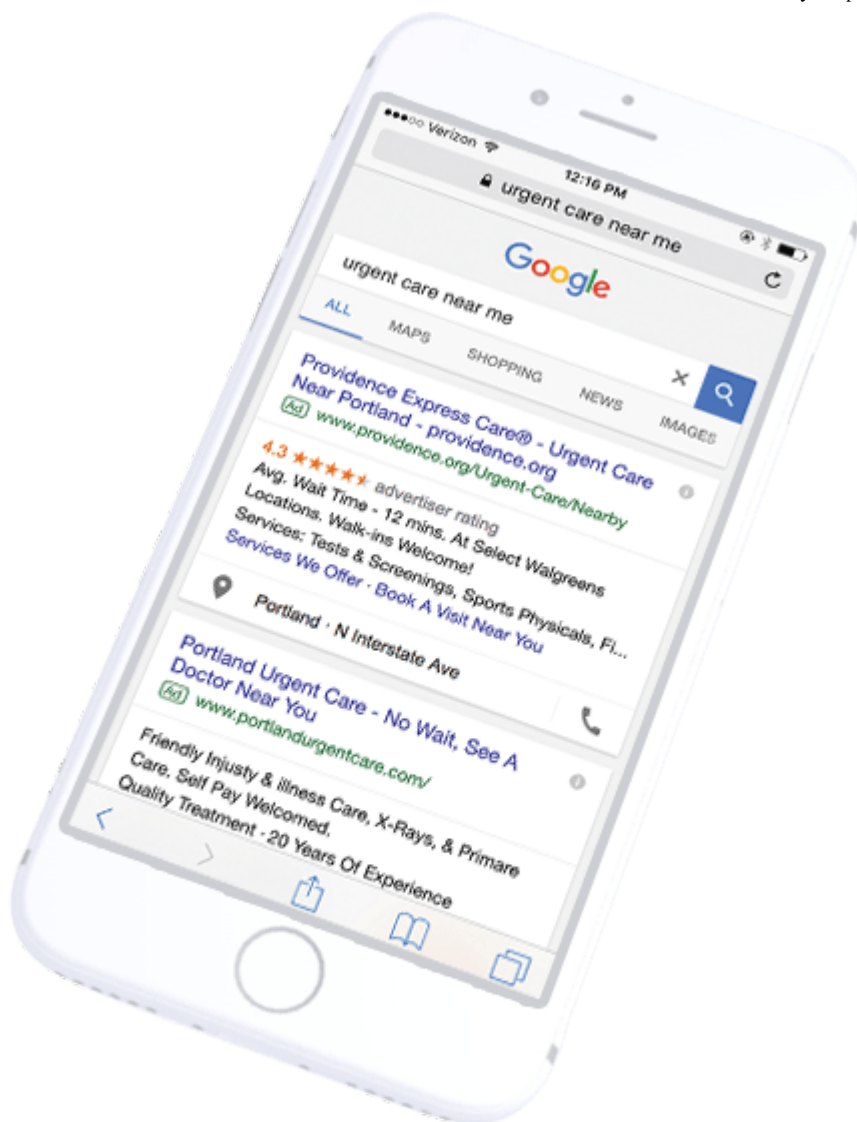 Verizon 12:16 PM
urgent care near me
Google
urgent care near me
ALL MAPS SHOPPING NEWS IMAGES
Providence Express Care® - Urgent Care
Near Portland - providence.org
Ad www.providence.org/Urgent-Care/Nearby
4.3 advertiser rating
Avg. Wait Time - 12 mins. At Select Walgreens
Locations. Walk-ins Welcome!
Services: Tests & Screenings, Sports Physicals, Fi...
Services We Offer · Book A Visit Near You
Portland · N Interstate Ave
Portland Urgent Care - No Wait, See A
Doctor Near You
Ad www.portlandurgentcare.com/
Friendly Injusty & illness Care, X-Rays, & Primare
Care, Self Pay Welcomed.
Quality Treatment · 20 Years Of Experience